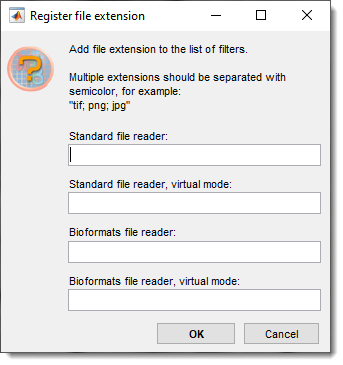 Register file extension
Add file extension to the list of filters.
Multiple extensions should be separated with
semicolor, for example:
"tif; png; jpg"
Standard file reader:
Standard file reader, virtual mode:
Bioformats file reader:
Bioformats file reader, virtual mode:
OK Cancel